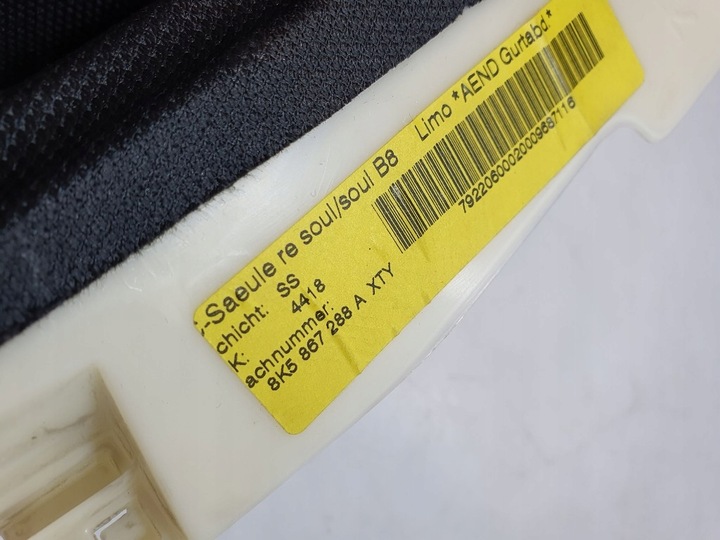 -Saeule re soul/soul B8 Limo *AEND Gurtabd.*
chicht: SS
K: 4418
achnummer:
8K5 867 288 A XTY
79220600020009687116